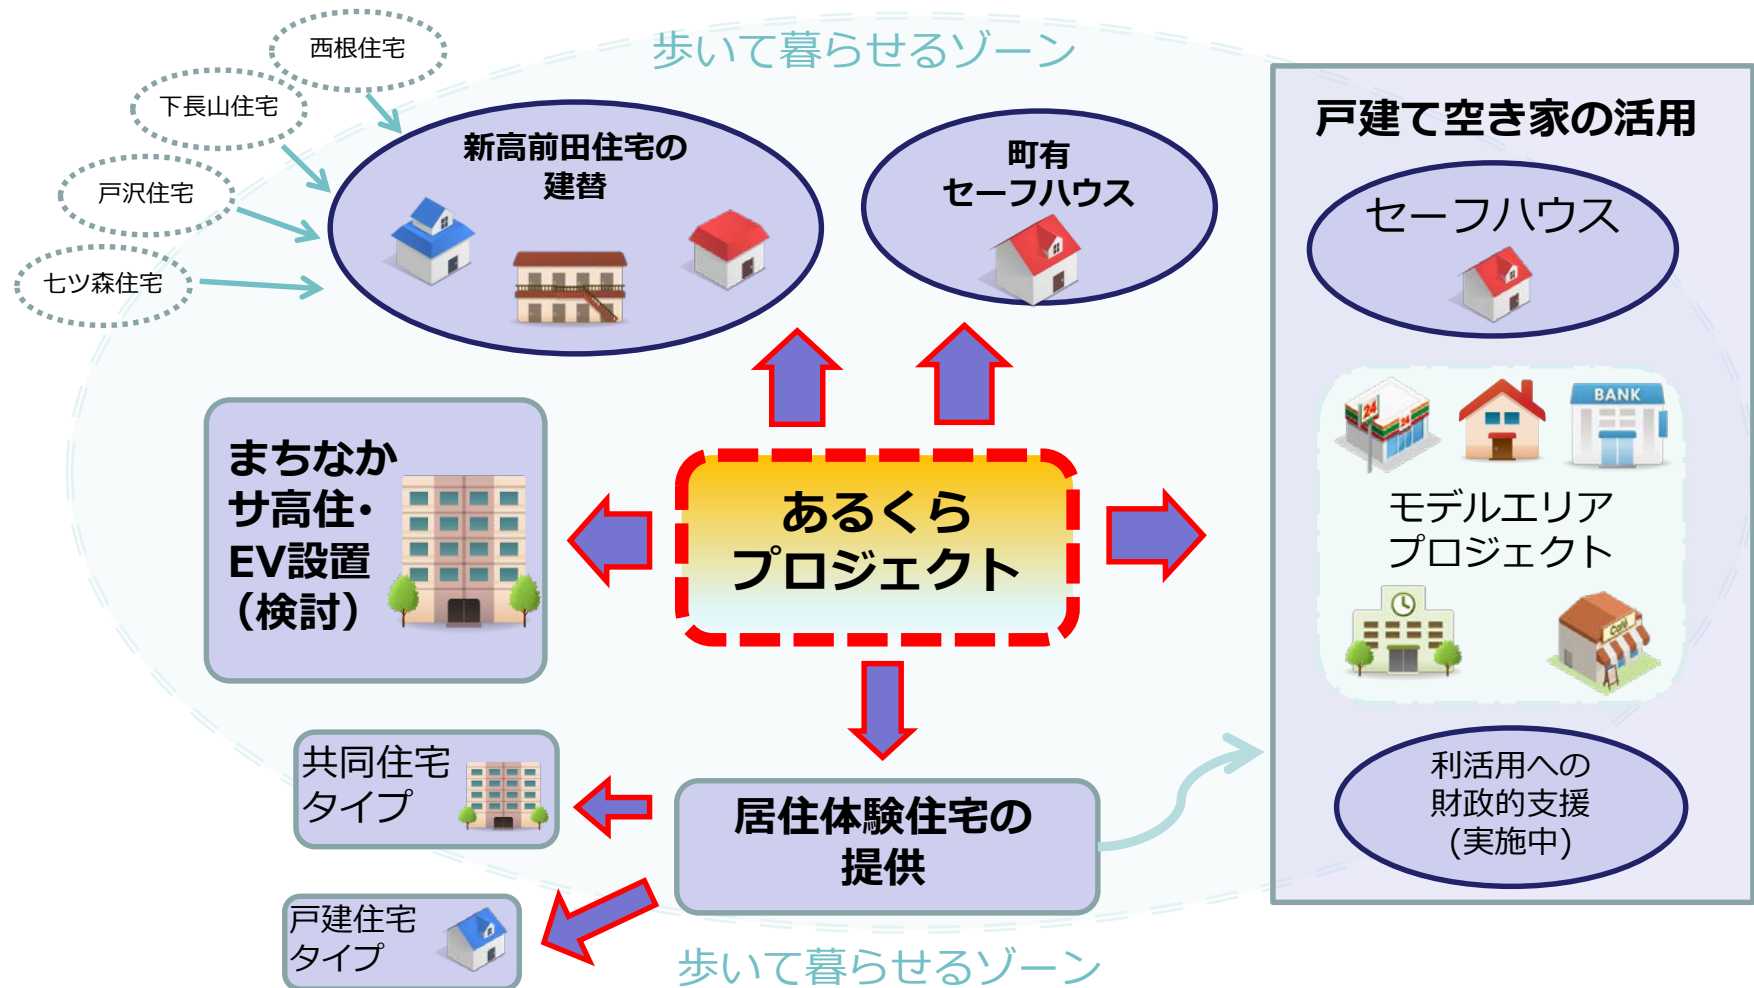 歩いて暮らせるゾーン
西根住宅
下長山住宅
戸沢住宅
七ツ森住宅
新高前田住宅の
建替
町有
セーフハウス
戸建て空き家の活用
セーフハウス
24
24
BANK
モデルエリア
プロジェクト
Café
利活用への
財政的支援
(実施中)
まちなか
サ高住・
EV設置
（検討）
あるくら
プロジェクト
共同住宅
タイプ
居住体験住宅の
提供
戸建住宅
タイプ
歩いて暮らせるゾーン